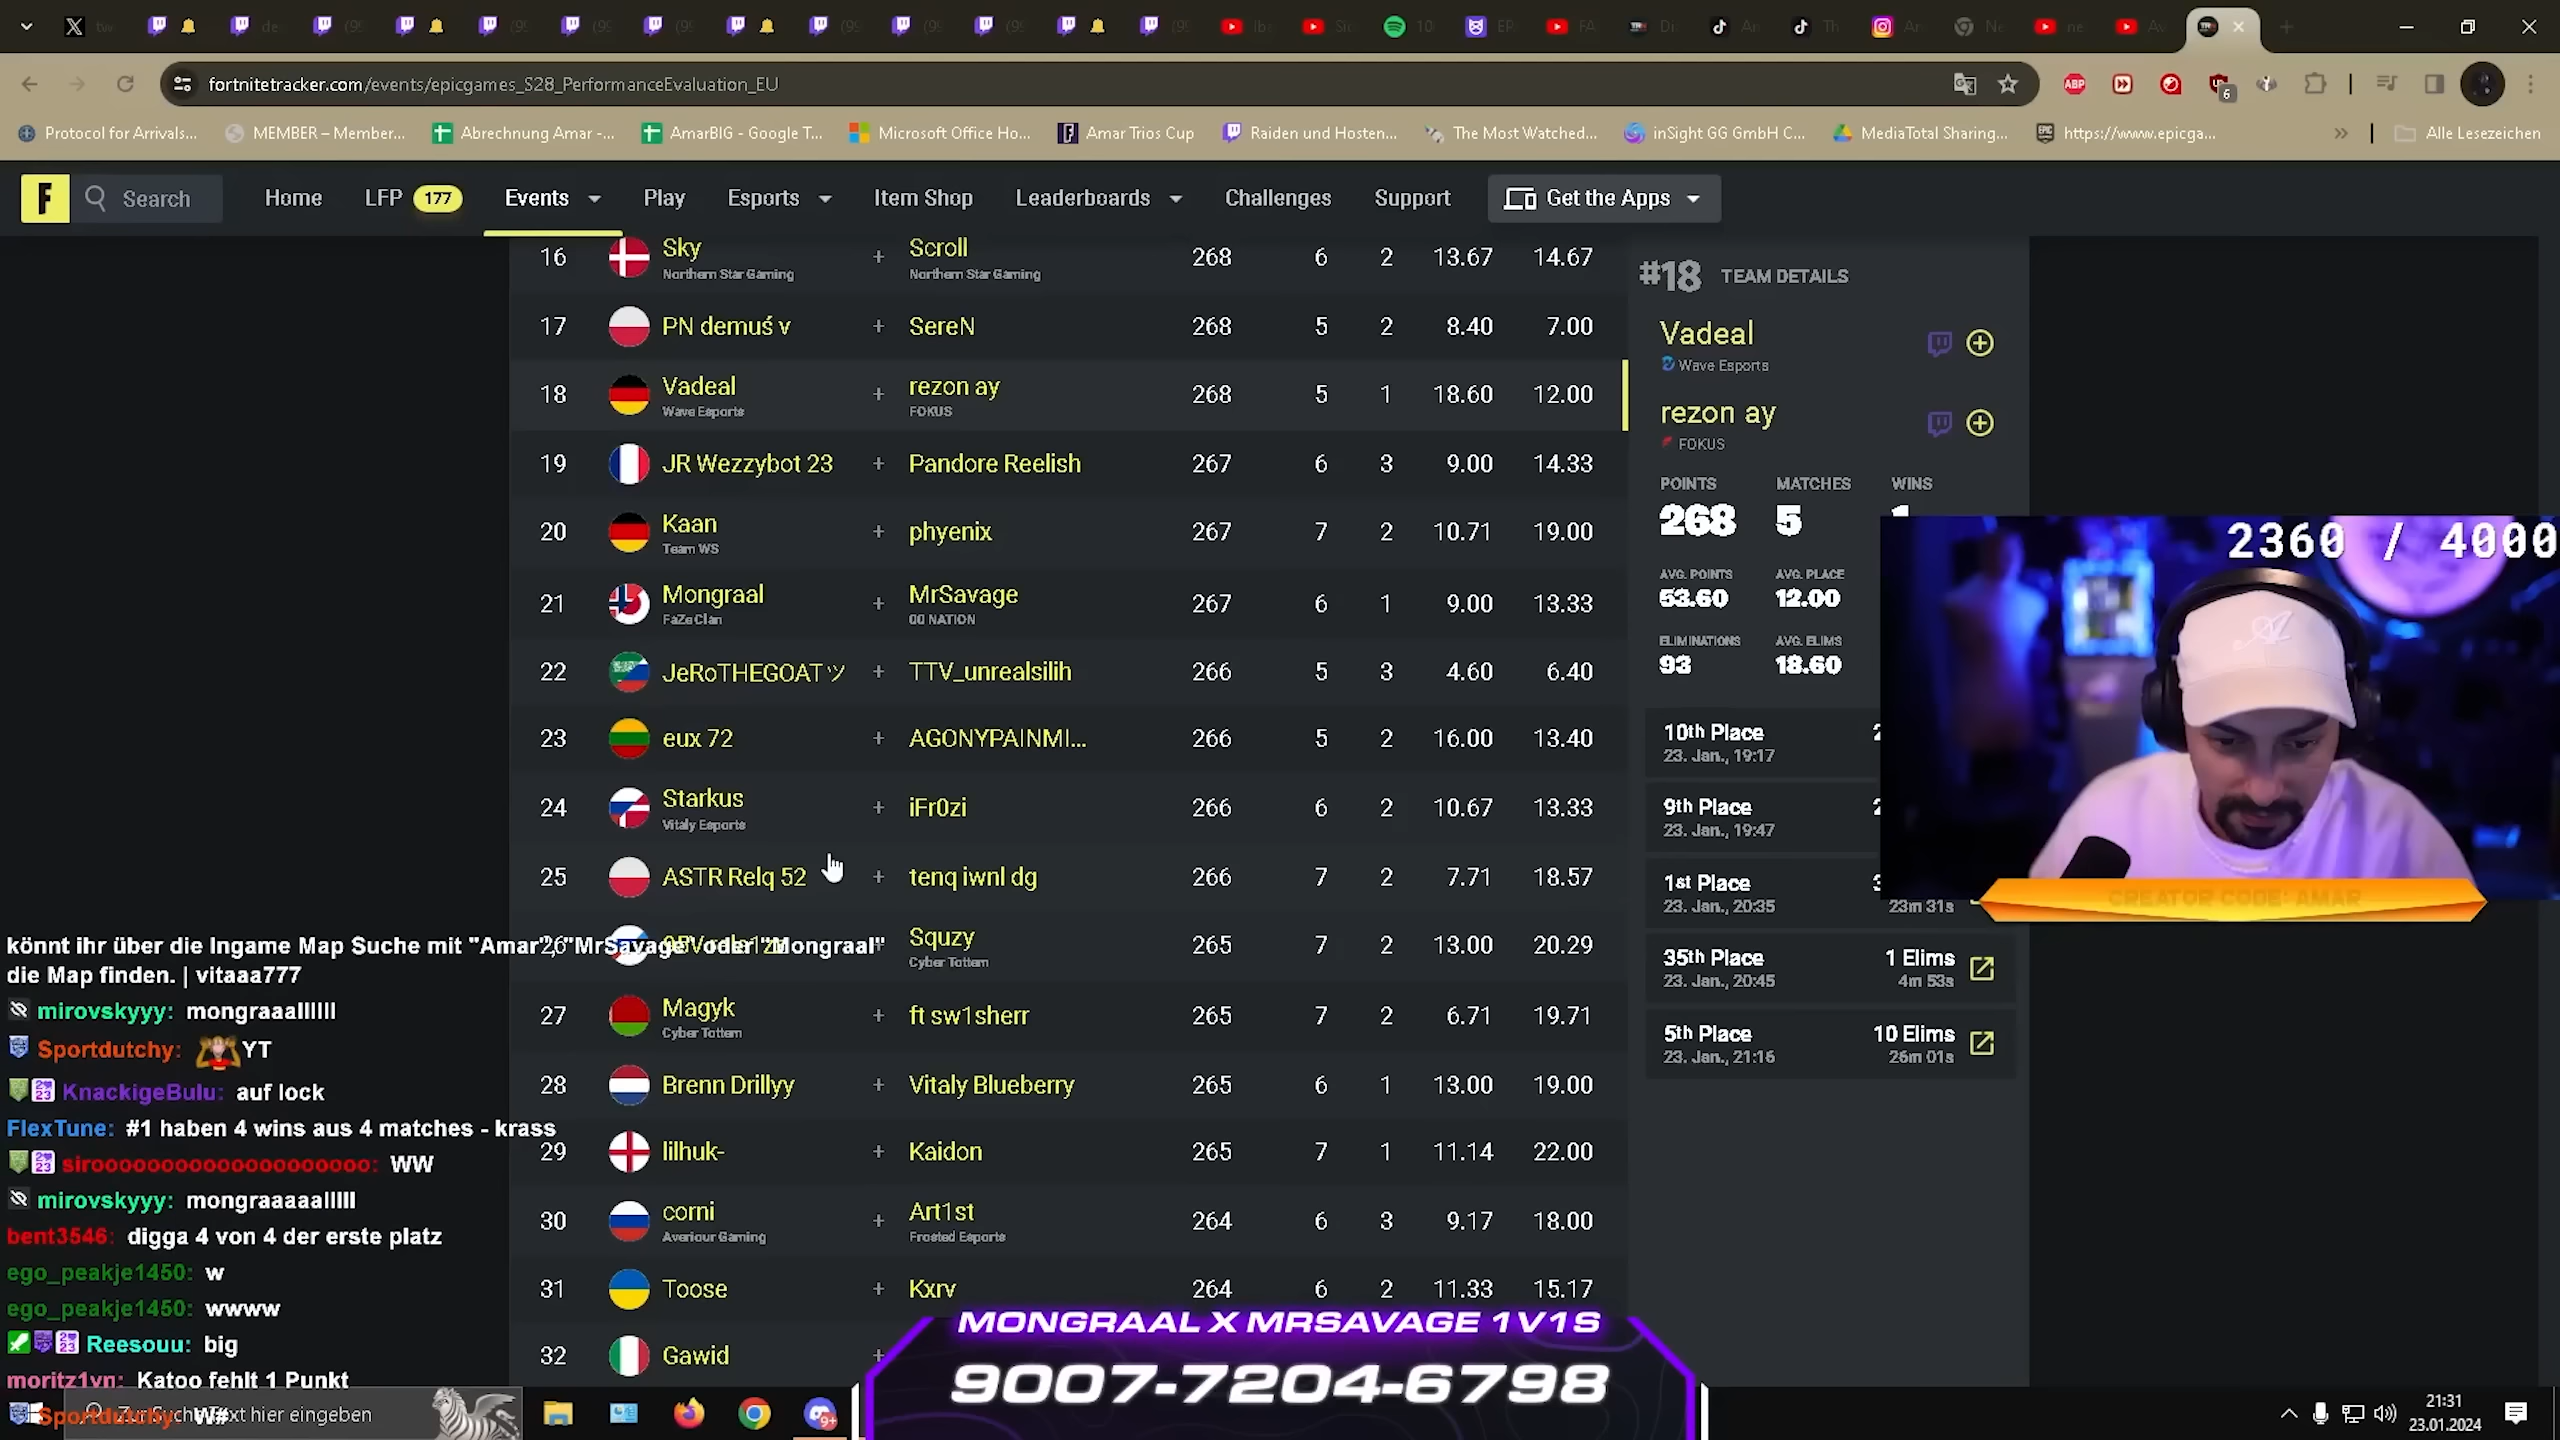 fortnitetracker.com/events/epicgames_S28_PerformanceEvaluation_EU
Protocol for Arrivals...
MEMBER – Member...
Abrechnung Amar -...
AmarBIG - Google T...
Microsoft Office Ho...
Amar Trios Cup
Raiden und Hosten...
The Most Watched...
inSight GG GmbH C...
MediaTotal Sharing...
https://www.epicga...
Alle Lesezeichen
Search
Home
LFP 177
Events
Play
Esports
Item Shop
Leaderboards
Challenges
Support
Get the Apps
16 Sky + Scroll 268 6 2 13.67 14.67
Northern Star Gaming Northern Star Gaming
17 PN demuś v + SereN 268 5 2 8.40 7.00
18 Vadeal + rezon ay 268 5 1 18.60 12.00
Wave Esports FOKUS
19 JR Wezzybot 23 + Pandore Reelish 267 6 3 9.00 14.33
20 Kaan + phyenix 267 7 2 10.71 19.00
Team WS
21 Mongraal + MrSavage 267 6 1 9.00 13.33
FaZe Clan 00 NATION
22 JeRoTHEGOATツ + TTV_unrealsilih 266 5 3 4.60 6.40
23 eux 72 + AGONYPAINMI... 266 5 2 16.00 13.40
24 Starkus + iFr0zi 266 6 2 10.67 13.33
Vitaly Esports
25 ASTR Relq 52 + tenq iwnl dg 266 7 2 7.71 18.57
26 Squzy 265 7 2 13.00 20.29
Cyber Tottem
27 Magyk + ft sw1sherr 265 7 2 6.71 19.71
Cyber Tottem
28 Brenn Drillyy + Vitaly Blueberry 265 6 1 13.00 19.00
29 lilhuk- + Kaidon 265 7 1 11.14 22.00
30 corni + Art1st 264 6 3 9.17 18.00
Averiour Gaming Frosted Esports
31 Toose + Kxrv 264 6 2 11.33 15.17
32 Gawid +
#18 TEAM DETAILS
Vadeal
Wave Esports
rezon ay
FOKUS
POINTS MATCHES WINS
268 5 1
AVG. POINTS AVG. PLACE
53.60 12.00
ELIMINATIONS AVG. ELIMS
93 18.60
10th Place
23. Jan., 19:17
9th Place
23. Jan., 19:47
1st Place
23. Jan., 20:35 23m 31s
35th Place 1 Elims
23. Jan., 20:45 4m 53s
5th Place 10 Elims
23. Jan., 21:16 26m 01s
2360 / 4000
CREATOR CODE: AMAR
könnt ihr über die Ingame Map Suche mit "Amar", "MrSavage" oder "Mongraal"
die Map finden. | vitaaa777
mirovskyyy: mongraaallllll
Sportdutchy: YT
KnackigeBulu: auf lock
FlexTune: #1 haben 4 wins aus 4 matches - krass
siroooooooooooooooooooo: WW
mirovskyyy: mongraaaaalllll
bent3546: digga 4 von 4 der erste platz
ego_peakje1450: w
ego_peakje1450: wwww
Reesouu: big
moritz1vn: Katoo fehlt 1 Punkt
Sportdutchy: W#
MONGRAAL X MRSAVAGE 1V1S
9007-7204-6798
21:31
23.01.2024